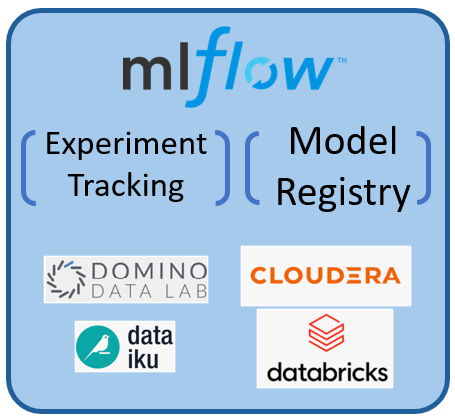 mlflow™
Experiment
Tracking
Model
Registry
DOMINO
DATA LAB
CLOUDERA
data
iku
databricks